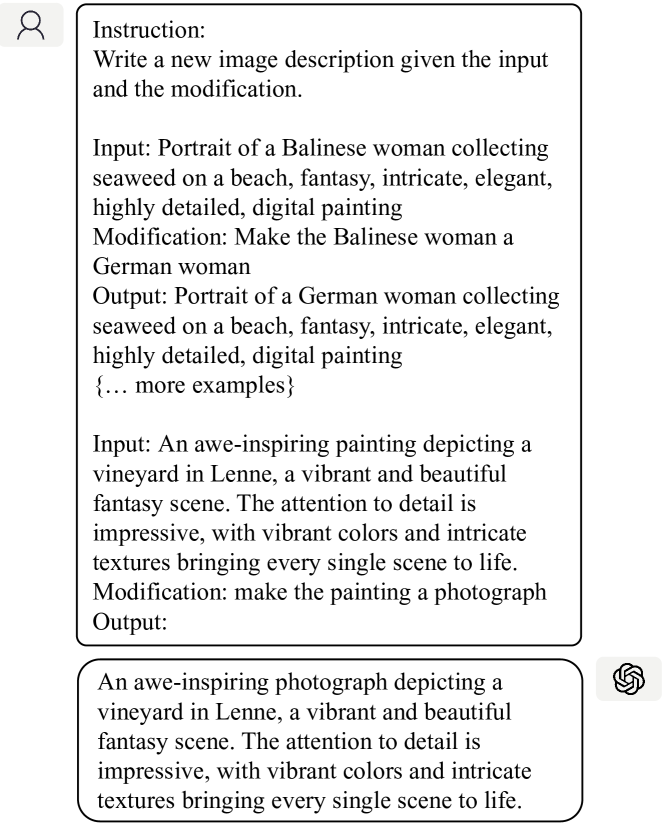 Instruction:
Write a new image description given the input
and the modification.
Input: Portrait of a Balinese woman collecting
seaweed on a beach, fantasy, intricate, elegant,
highly detailed, digital painting
Modification: Make the Balinese woman a
German woman
Output: Portrait of a German woman collecting
seaweed on a beach, fantasy, intricate, elegant,
highly detailed, digital painting
{… more examples}
Input: An awe-inspiring painting depicting a
vineyard in Lenne, a vibrant and beautiful
fantasy scene. The attention to detail is
impressive, with vibrant colors and intricate
textures bringing every single scene to life.
Modification: make the painting a photograph
Output:
An awe-inspiring photograph depicting a
vineyard in Lenne, a vibrant and beautiful
fantasy scene. The attention to detail is
impressive, with vibrant colors and intricate
textures bringing every single scene to life.